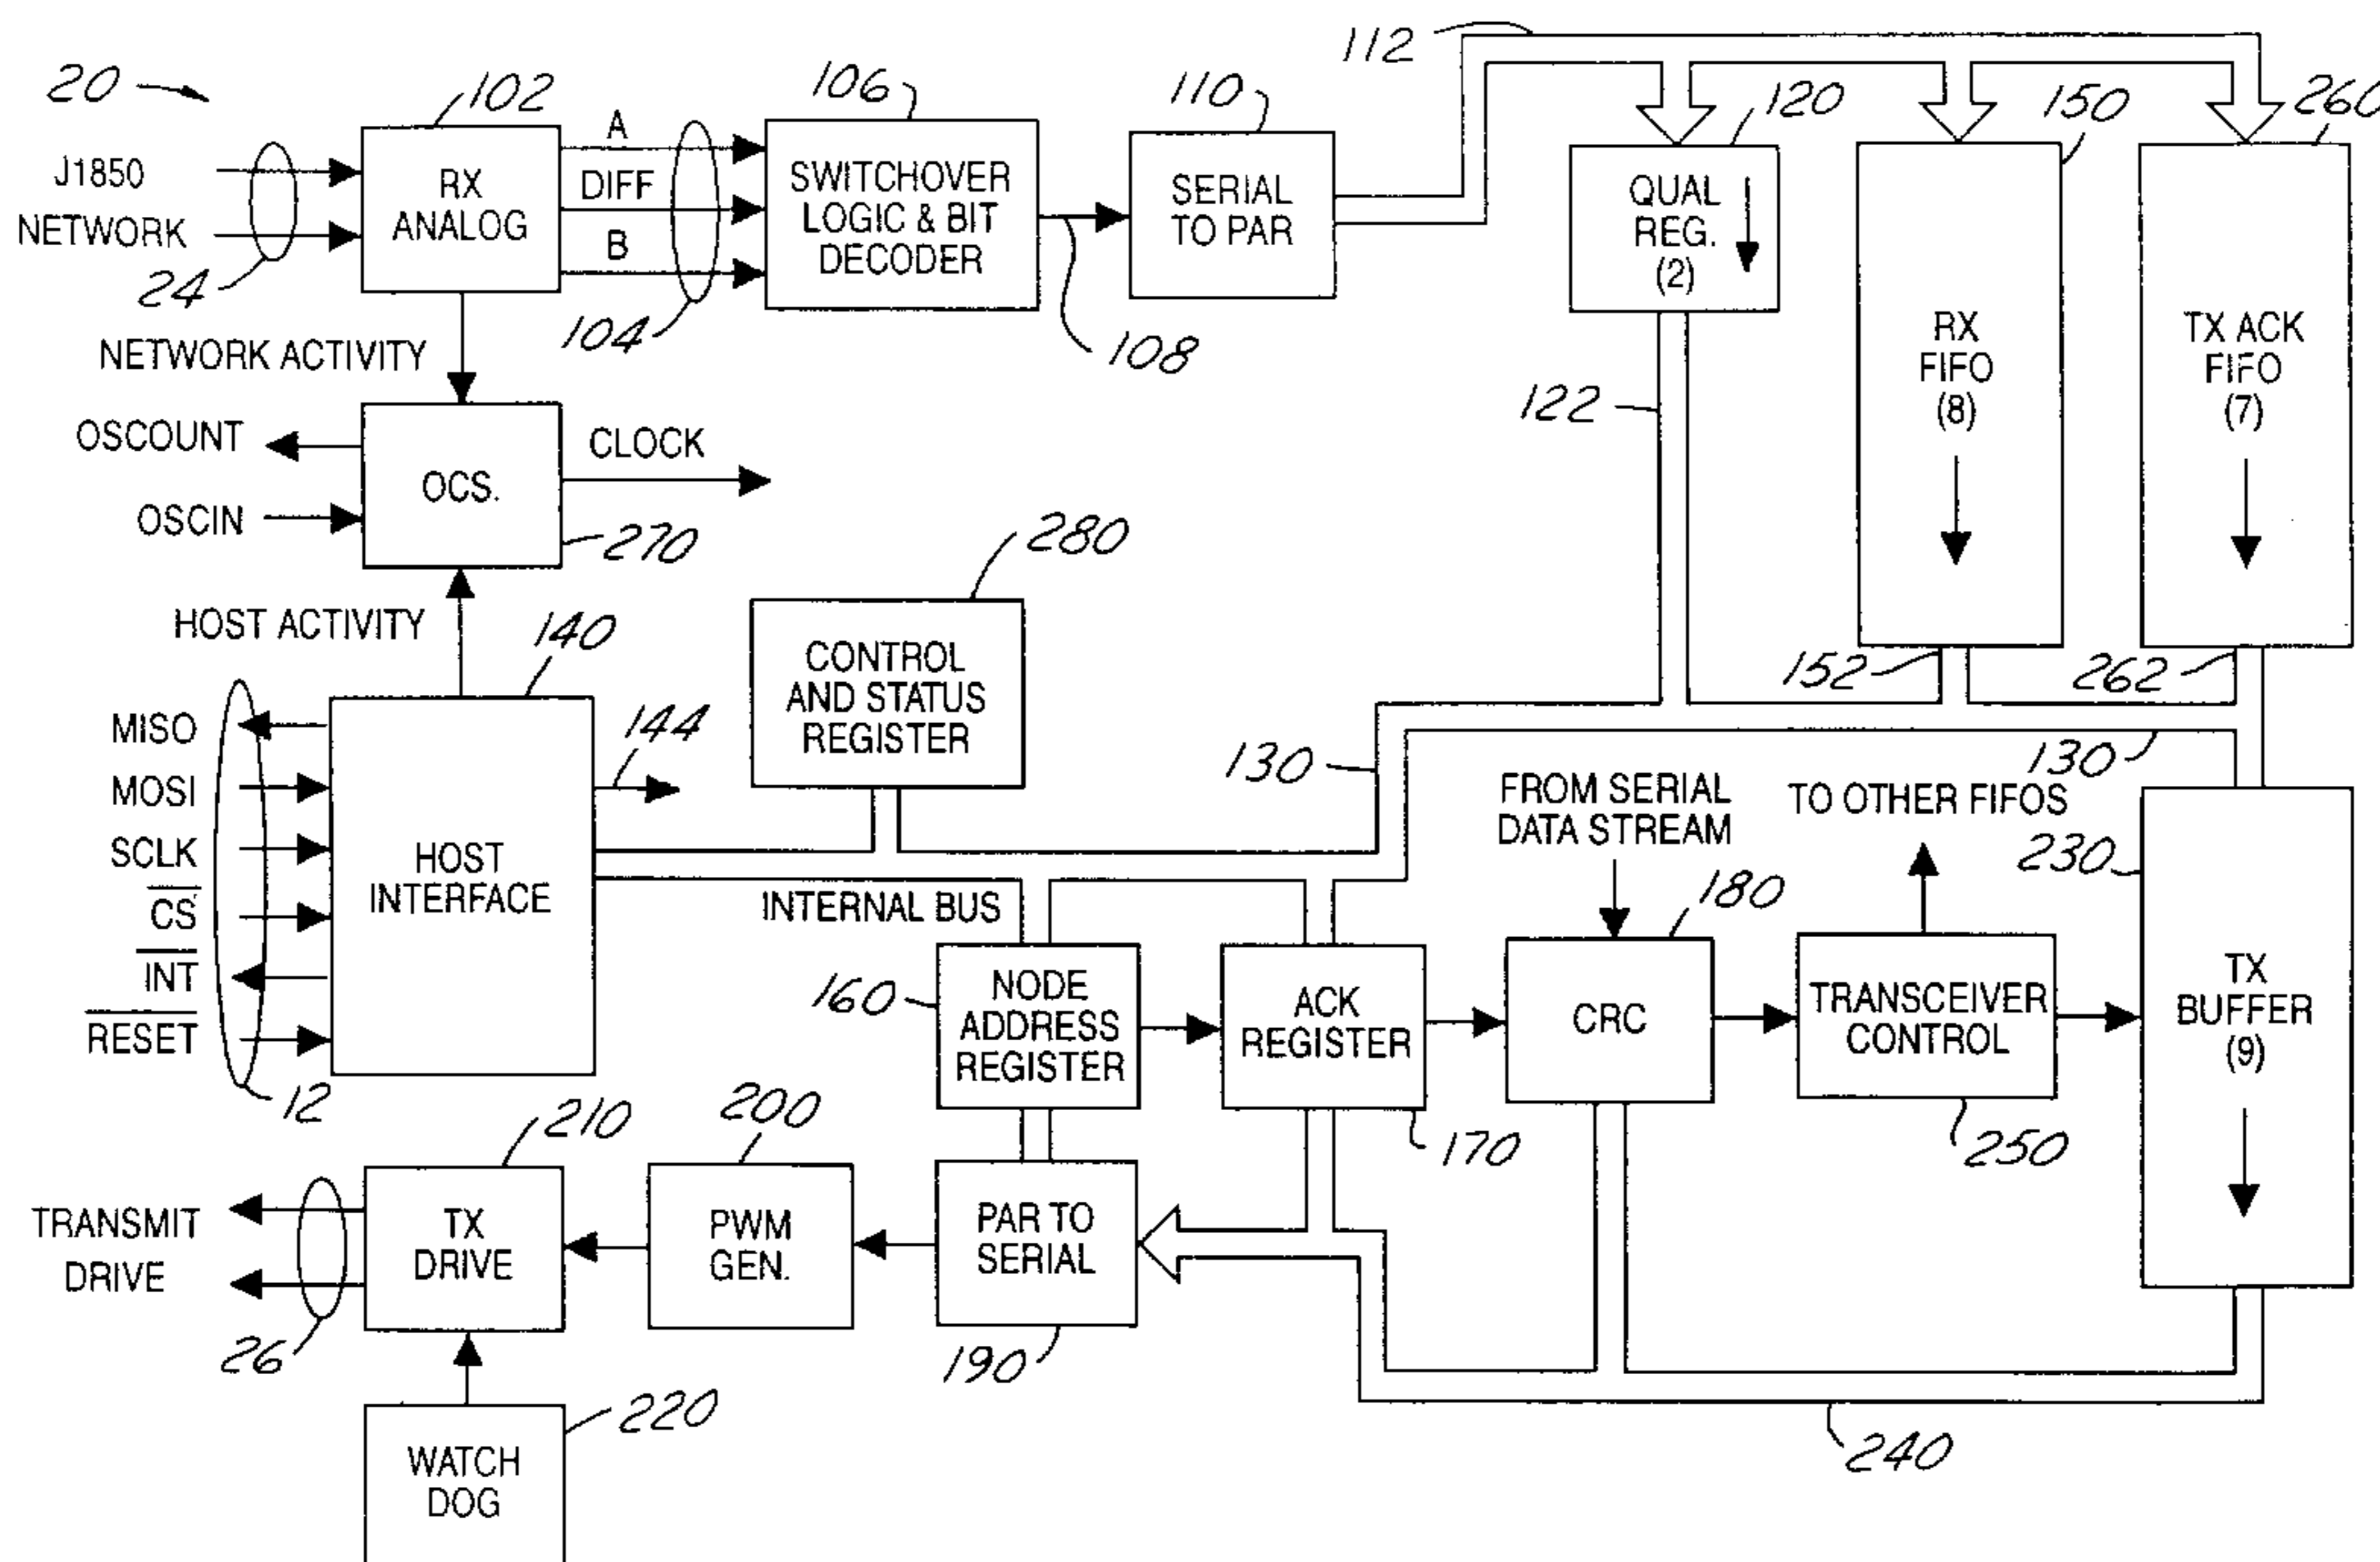 20
J1850
NETWORK
24
102
RX
ANALOG
A
DIFF
B
104
106
SWITCHOVER
LOGIC & BIT
DECODER
108
110
SERIAL
TO PAR
112
120
QUAL
REG.
(2)
122
150
RX
FIFO
(8)
152
260
TX ACK
FIFO
(7)
262
NETWORK ACTIVITY
OSCOUNT
OSCIN
OCS.
CLOCK
270
HOST ACTIVITY
140
MISO
MOSI
SCLK
CS
INT
RESET
12
HOST
INTERFACE
144
280
CONTROL
AND STATUS
REGISTER
INTERNAL BUS
130
130
FROM SERIAL
DATA STREAM
TO OTHER FIFOS
160
NODE
ADDRESS
REGISTER
ACK
REGISTER
170
180
CRC
TRANSCEIVER
CONTROL
250
230
TX
BUFFER
(9)
TRANSMIT
DRIVE
26
210
TX
DRIVE
200
PWM
GEN.
PAR TO
SERIAL
190
240
220
WATCH
DOG